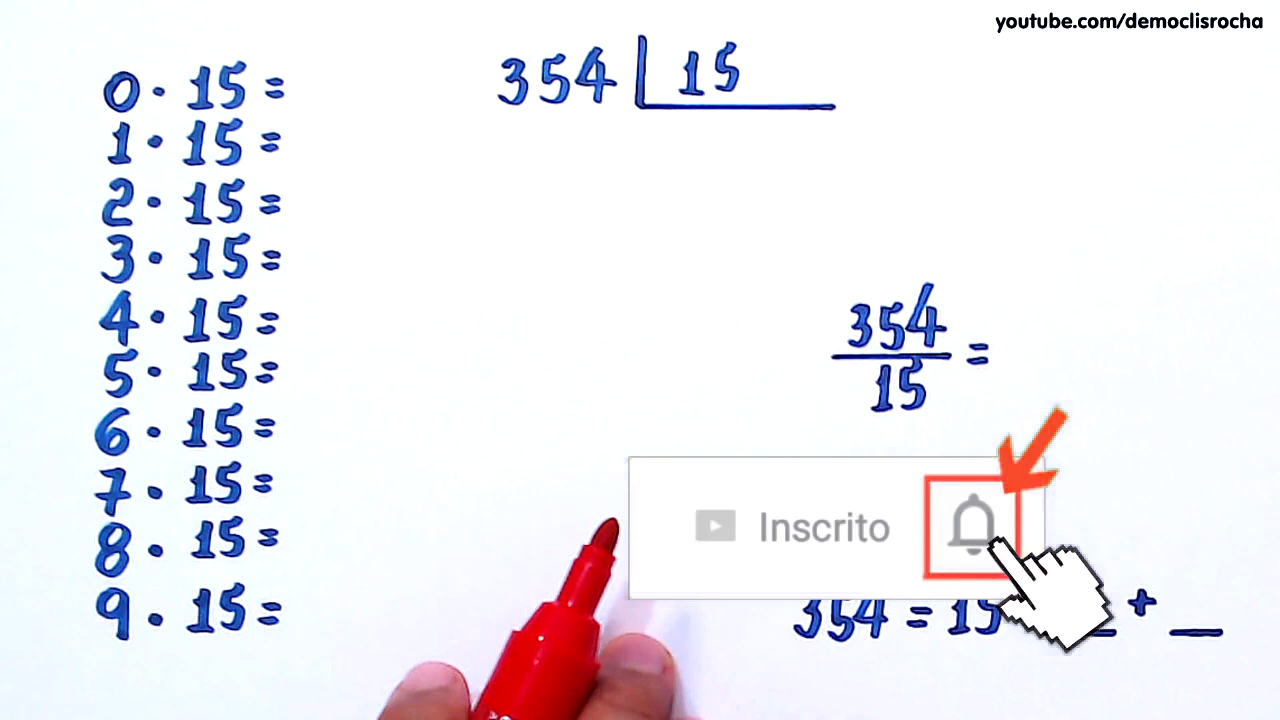 youtube.com/democlisrocha
0 · 15 =
1 · 15 =
2 · 15 =
3 · 15 =
4 · 15 =
5 · 15 =
6 · 15 =
7 · 15 =
8 · 15 =
9 · 15 =
354 15
354
15 =
Inscrito
354 = 15 _ + _